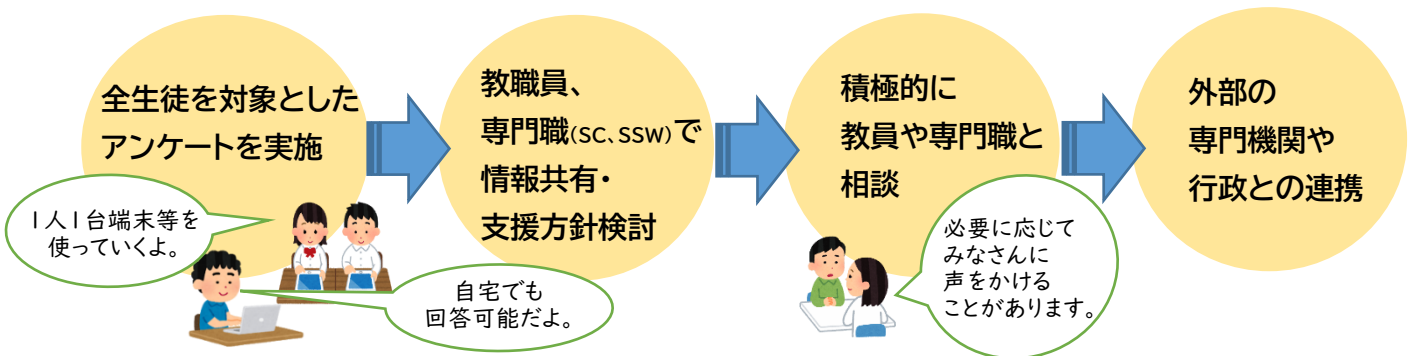 全生徒を対象とした
アンケートを実施
1人1台端末等を
使っていくよ。
自宅でも
回答可能だよ。
教職員、
専門職(SC、SSW)で
情報共有・
支援方針検討
積極的に
教員や専門職と
相談
必要に応じて
みなさんに
声をかける
ことがあります。
外部の
専門機関や
行政との連携